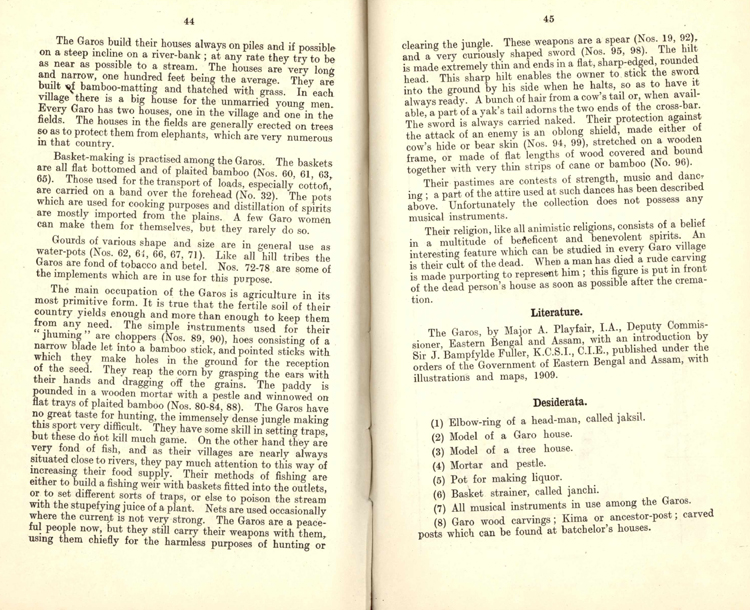 44
The Garos build their houses always on piles and if possible
on a steep incline on a river-bank ; at any rate they try to be
as near as possible to a stream. The houses are very long
and narrow, one hundred feet being the average. They are
built of bamboo-matting and thatched with grass. In each
village there is a big house for the unmarried young men.
Every Garo has two houses, one in the village and one in the
fields. The houses in the fields are generally erected on trees
so as to protect them from elephants, which are very numerous
in that country.
Basket-making is practised among the Garos. The baskets
are all flat bottomed and of plaited bamboo (Nos. 60, 61, 63,
65). Those used for the transport of loads, especially cotton,
are carried on a band over the forehead (No. 32). The pots
which are used for cooking purposes and distillation of spirits
are mostly imported from the plains. A few Garo women
can make them for themselves, but they rarely do so.
Gourds of various shape and size are in general use as
water-pots (Nos. 62, 64, 66, 67, 71). Like all hill tribes the
Garos are fond of tobacco and betel. Nos. 72-78 are some of
the implements which are in use for this purpose.
The main occupation of the Garos is agriculture in its
most primitive form. It is true that the fertile soil of their
country yields enough and more than enough to keep them
from any need. The simple instruments used for their
" jhuming " are choppers (Nos. 89, 90), hoes consisting of a
narrow blade let into a bamboo stick, and pointed sticks with
which they make holes in the ground for the reception
of the seed. They reap the corn by grasping the ears with
their hands and dragging off the grains. The paddy is
pounded in a wooden mortar with a pestle and winnowed on
flat trays of plaited bamboo (Nos. 80-84, 88). The Garos have
no great taste for hunting, the immensely dense jungle making
this sport very difficult. They have some skill in setting traps,
but these do not kill much game. On the other hand they are
very fond of fish, and as their villages are nearly always
situated close to rivers, they pay much attention to this way of
increasing their food supply. Their methods of fishing are
either to build a fishing weir with baskets fitted into the outlets,
or to set different sorts of traps, or else to poison the stream
with the stupefying juice of a plant. Nets are used occasionally
where the current is not very strong. The Garos are a peace-
ful people now, but they still carry their weapons with them,
using them chiefly for the harmless purposes of hunting or
45
clearing the jungle. These weapons are a spear (Nos. 19, 92),
and a very curiously shaped sword (Nos. 95, 98). The hilt
is made extremely thin and ends in a flat, sharp-edged, rounded
head. This sharp hilt enables the owner to stick the sword
into the ground by his side when he halts, so as to have it
always ready. A bunch of hair from a cow's tail or, when avail-
able, a part of a yak's tail adorns the two ends of the cross-bar.
The sword is always carried naked. Their protection against
the attack of an enemy is an oblong shield, made either of
cow's hide or bear skin (Nos. 94, 99), stretched on a wooden
frame, or made of flat lengths of wood covered and bound
together with very thin strips of cane or bamboo (No. 96).
Their pastimes are contests of strength, music and danc-
ing ; a part of the attire used at such dances has been described
above. Unfortunately the collection does not possess any
musical instruments.
Their religion, like all animistic religions, consists of a belief
in a multitude of beneficent and benevolent spirits. An
interesting feature which can be studied in every Garo village
is their cult of the dead. When a man has died a rude carving
is made purporting to represent him ; this figure is put in front
of the dead person's house as soon as possible after the crema-
tion.
Literature.
The Garos, by Major A. Playfair, I.A., Deputy Commis-
sioner, Eastern Bengal and Assam, with an introduction by
Sir J. Bampfylde Fuller, K.C.S.I., C.I.E., published under the
orders of the Government of Eastern Bengal and Assam, with
illustrations and maps, 1909.
Desiderata.
(1) Elbow-ring of a head-man, called jaksil.
(2) Model of a Garo house.
(3) Model of a tree house.
(4) Mortar and pestle.
(5) Pot for making liquor.
(6) Basket strainer, called janchi.
(7) All musical instruments in use among the Garos.
(8) Garo wood carvings ; Kima or ancestor-post ; carved
posts which can be found at batchelor's houses.